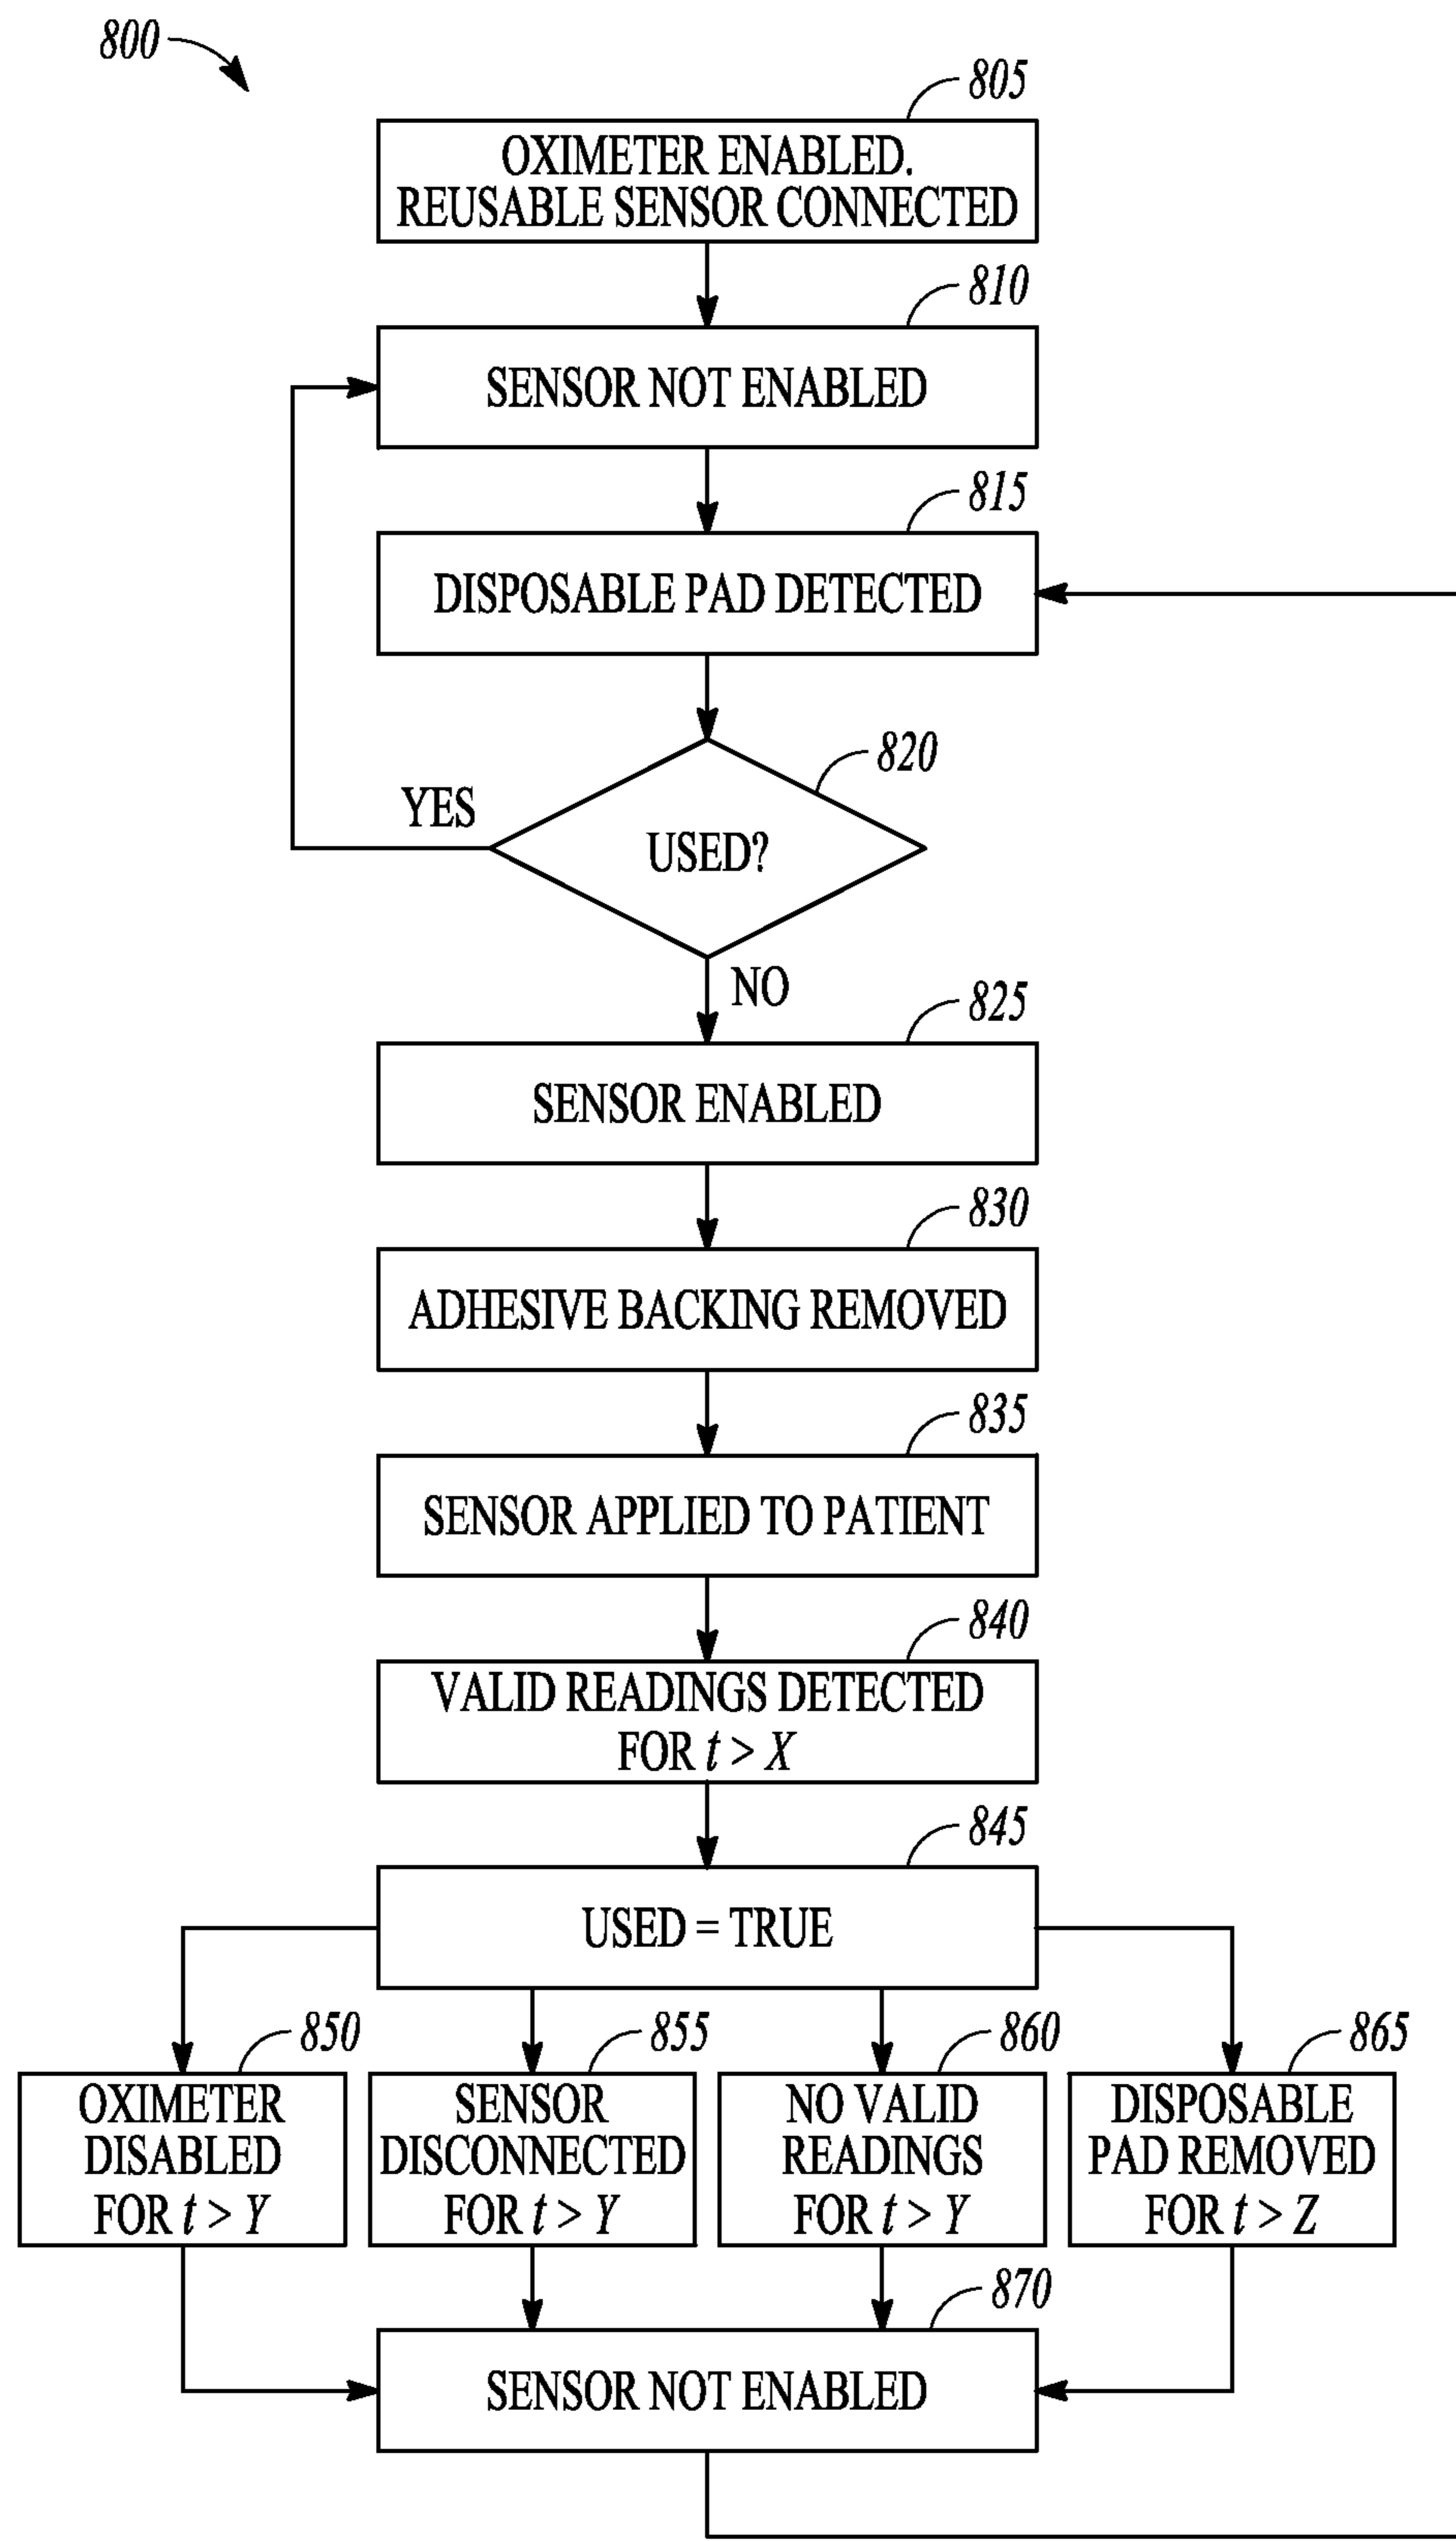 800
805
OXIMETER ENABLED.
REUSABLE SENSOR CONNECTED
810
SENSOR NOT ENABLED
815
DISPOSABLE PAD DETECTED
820
YES
USED?
NO
825
SENSOR ENABLED
830
ADHESIVE BACKING REMOVED
835
SENSOR APPLIED TO PATIENT
840
VALID READINGS DETECTED
FOR t > X
845
USED = TRUE
850
OXIMETER
DISABLED
FOR t > Y
855
SENSOR
DISCONNECTED
FOR t > Y
860
NO VALID
READINGS
FOR t > Y
865
DISPOSABLE
PAD REMOVED
FOR t > Z
870
SENSOR NOT ENABLED